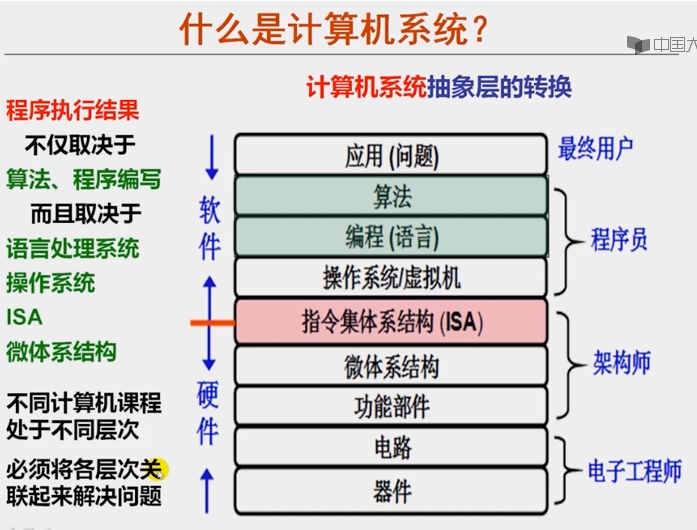 什么是计算机系统？
中国大
计算机系统抽象层的转换
程序执行结果
不仅取决于
算法、程序编写
而且取决于
语言处理系统
操作系统
ISA
微体系结构
不同计算机课程
处于不同层次
必须将各层次关
联起来解决问题
软件
硬件
应用 (问题)
算法
编程 (语言)
操作系统/虚拟机
指令集体系结构 (ISA)
微体系结构
功能部件
电路
器件
最终用户
程序员
架构师
电子工程师